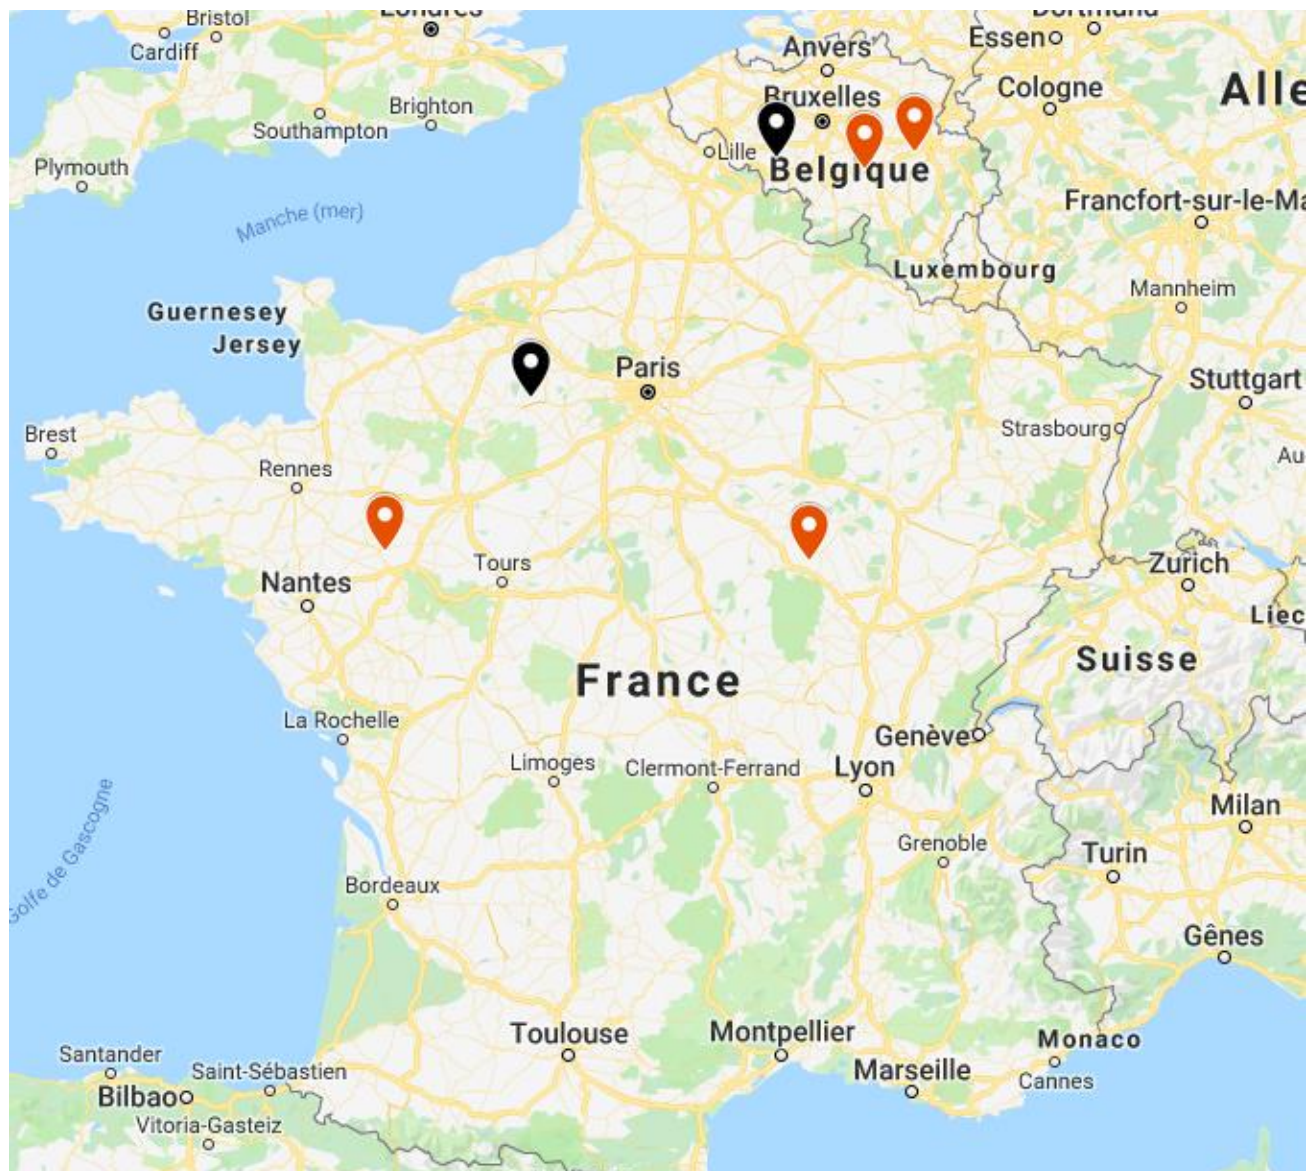 Londres
Bristol
Cardiff
Dortmund
Essen
Anvers
Cologne
Alle
Bruxelles
Brighton
Southampton
Lille
Belgique
Plymouth
Francfort-sur-le-Ma
Manche (mer)
Luxembourg
Mannheim
Guernesey
Jersey
Paris
Stuttgart
Brest
Strasbourg
Au
Rennes
Tours
Zurich
Nantes
Liec
Suisse
France
La Rochelle
Genève
Limoges
Clermont-Ferrand
Lyon
Milan
Golfe de Gascogne
Grenoble
Turin
Bordeaux
Gênes
Toulouse
Montpellier
Monaco
Santander
Saint-Sébastien
Marseille
Cannes
Bilbao
Vitoria-Gasteiz